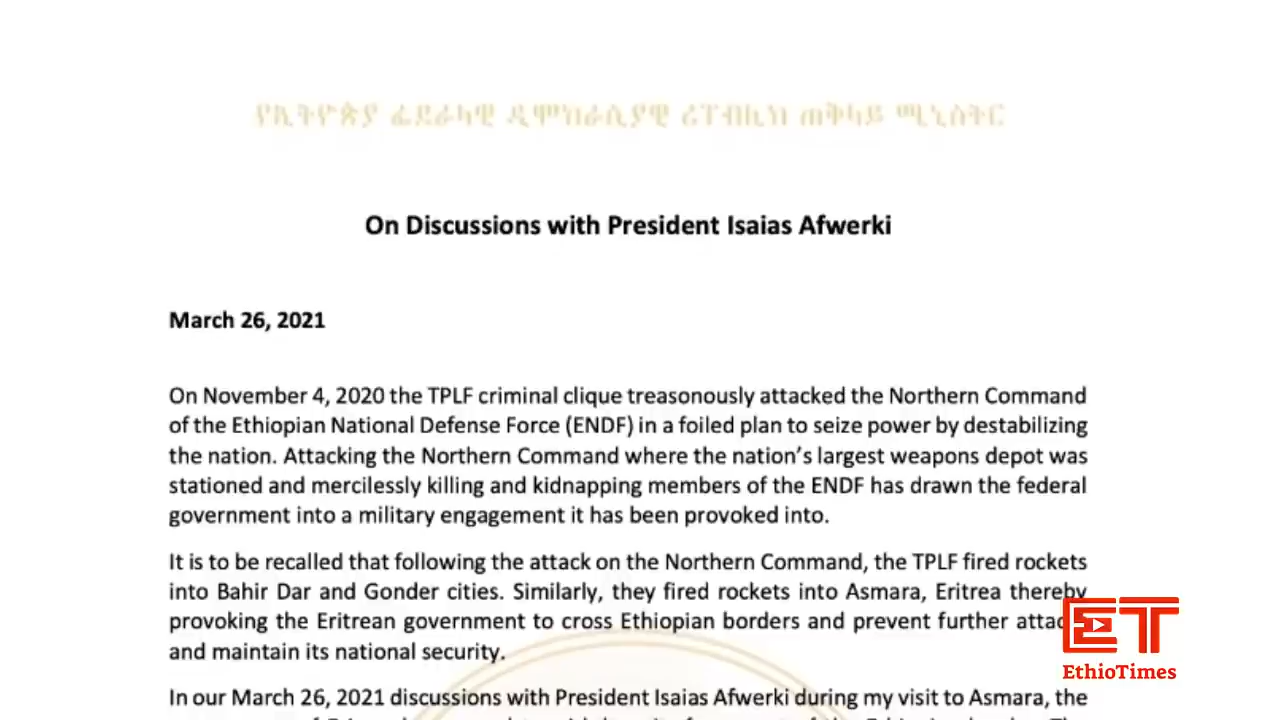 የኢትዮጵያ ፌደራላዊ ዲሞክራሲያዊ ሪፐብሊክ ጠቅላይ ሚኒስትር
On Discussions with President Isaias Afwerki
March 26, 2021
On November 4, 2020 the TPLF criminal clique treasonously attacked the Northern Command
of the Ethiopian National Defense Force (ENDF) in a foiled plan to seize power by destabilizing
the nation. Attacking the Northern Command where the nation’s largest weapons depot was
stationed and mercilessly killing and kidnapping members of the ENDF has drawn the federal
government into a military engagement it has been provoked into.
It is to be recalled that following the attack on the Northern Command, the TPLF fired rockets
into Bahir Dar and Gonder cities. Similarly, they fired rockets into Asmara, Eritrea thereby
provoking the Eritrean government to cross Ethiopian borders and prevent further
and maintain its national security.
In our March 26, 2021 discussions with President Isaias Afwerki during my visit to Asmara, the
ET
EthioTimes